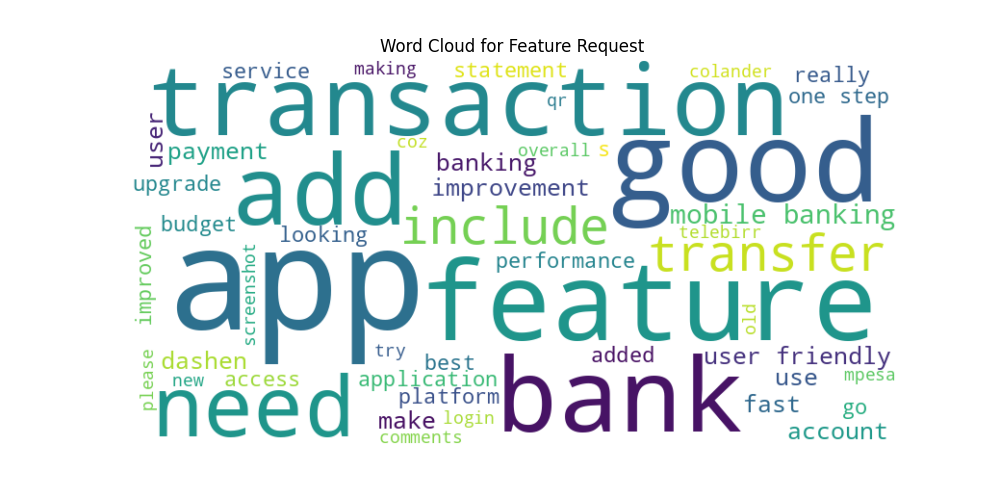 Word Cloud for Feature Request
transaction
service
making
statement
colander
really
qr
one step
user
payment
coz
overall
s
good
banking
upgrade
add
improvement
include
mobile banking
budget
looking
telebirr
transfer
improved
screenshot
app
performance
feature
old
please
dashen
try
best
added
user friendly
new
access
application
bank
use
mpesa
need
platform
make
login
fast
go
comments
account